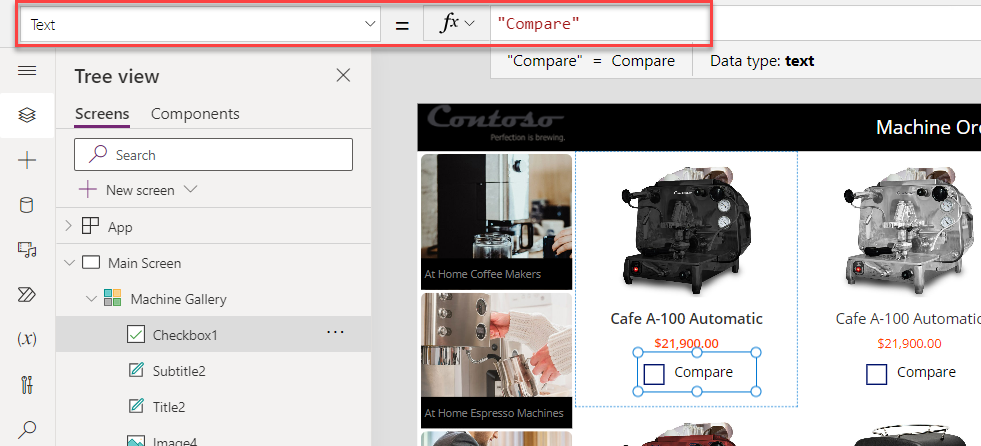 Text = fx "Compare"
"Compare" = Compare Data type: text
Tree view
Screens Components
Search
New screen
App
Main Screen
Machine Gallery
Checkbox1 ...
Subtitle2
Title2
Image4
(x)
Contoso
Perfection is brewing.
Machine Ord
At Home Coffee Makers
At Home Espresso Machines
Cafe A-100 Automatic
$21,900.00
Compare
Cafe A-100 Automatic
$21,900.00
Compare